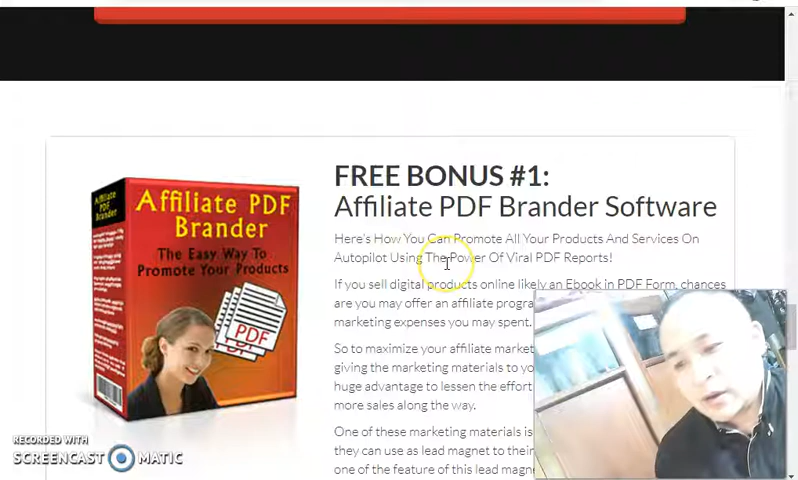 FREE BONUS #1:
Affiliate PDF Brander Software
Here's How You Can Promote All Your Products And Services On
Autopilot Using The Power Of Viral PDF Reports!
If you sell digital products online likely an Ebook in PDF Form, chances
are you may offer an affiliate progra
marketing expenses you may spent.
So to maximize your affiliate market
giving the marketing materials to yo
huge advantage to lessen the effort
more sales along the way.
One of these marketing materials is
they can use as lead magnet to their
one of the feature of this lead magne
Affiliate
PDF
Brander
Affiliate PDF
Brander
The Easy Way To
Promote Your Products
PDF
RECORDED WITH
SCREENCAST MATIC